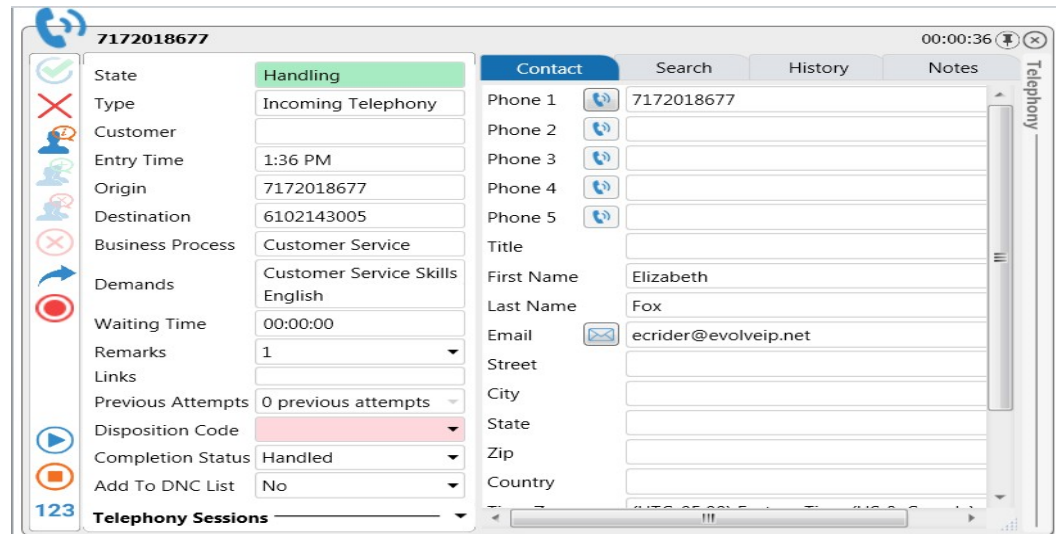 7172018677 00:00:36
State Handling
Type Incoming Telephony
Customer
Entry Time 1:36 PM
Origin 7172018677
Destination 6102143005
Business Process Customer Service
Demands Customer Service Skills
English
Waiting Time 00:00:00
Remarks 1
Links
Previous Attempts 0 previous attempts
Disposition Code
Completion Status Handled
Add To DNC List No
Telephony Sessions
123
Contact Search History Notes
Phone 1 7172018677
Phone 2
Phone 3
Phone 4
Phone 5
Title
First Name Elizabeth
Last Name Fox
Email ecrider@evolveip.net
Street
City
State
Zip
Country
Telephony